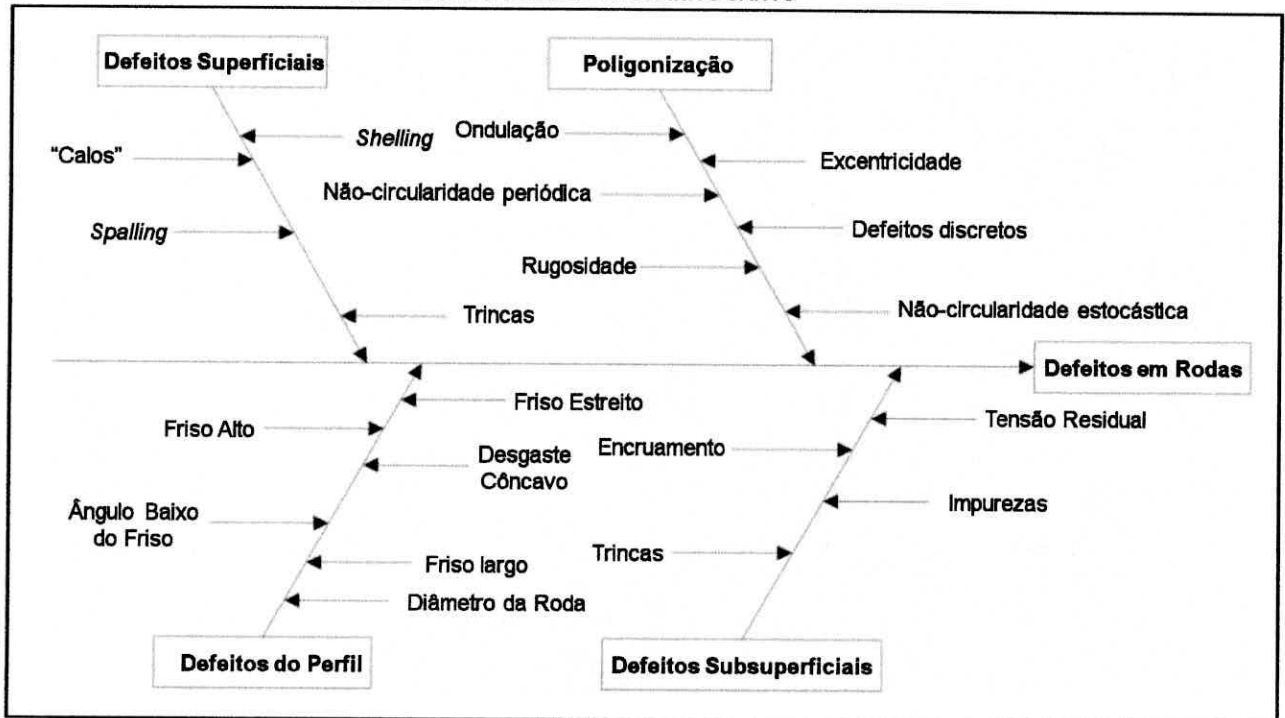 Defeitos Superficiais
Poligonização
Shelling
Ondulação
"Calos"
Excentricidade
Não-circularidade periódica
Spalling
Defeitos discretos
Rugosidade
Trincas
Não-circularidade estocástica
Defeitos em Rodas
Friso Estreito
Friso Alto
Tensão Residual
Encruamento
Desgaste
Côncavo
Impurezas
Ângulo Baixo
do Friso
Trincas
Friso largo
Diâmetro da Roda
Defeitos do Perfil
Defeitos Subsuperficiais